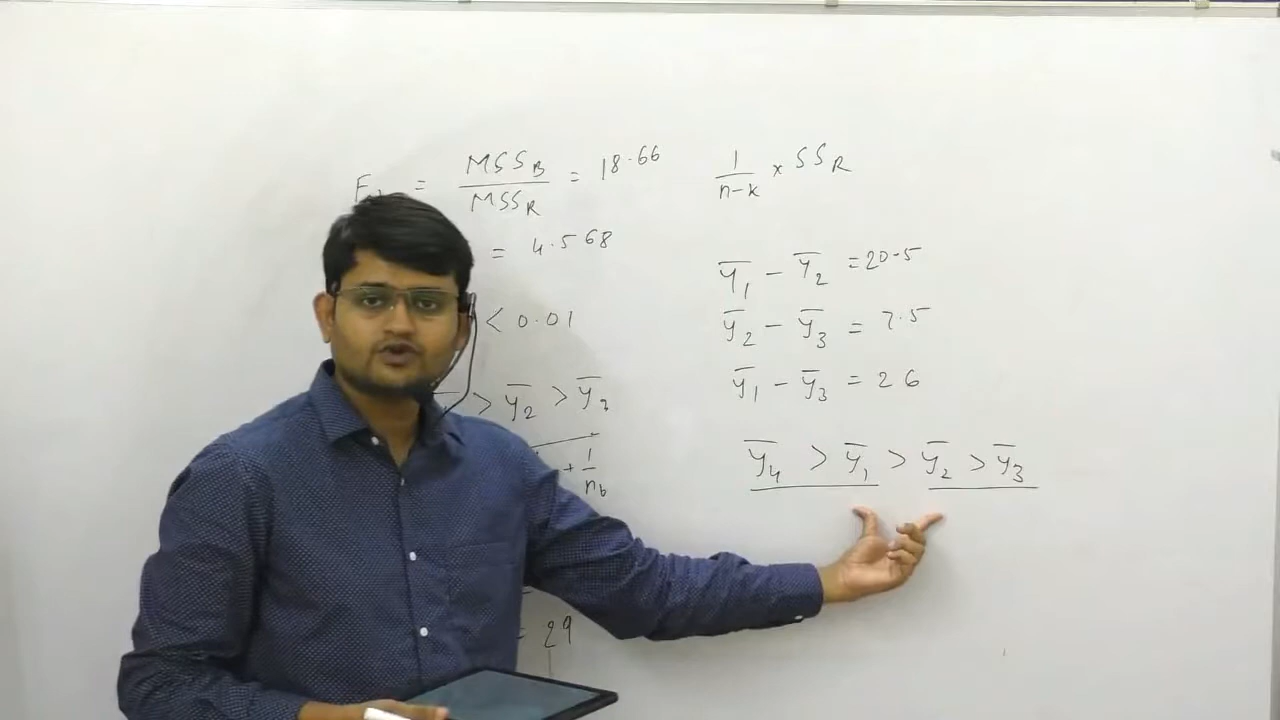 F = MSS_B / MSS_R = 18.66
= 4.568
< 0.01
> ȳ₂ > ȳ₃
+ 1/n_b
= 29
1/(n-k) × SS_R
ȳ₁ - ȳ₂ = 20.5
ȳ₂ - ȳ₃ = 7.5
ȳ₁ - ȳ₃ = 26
ȳ₄ > ȳ₁ > ȳ₂ > ȳ₃